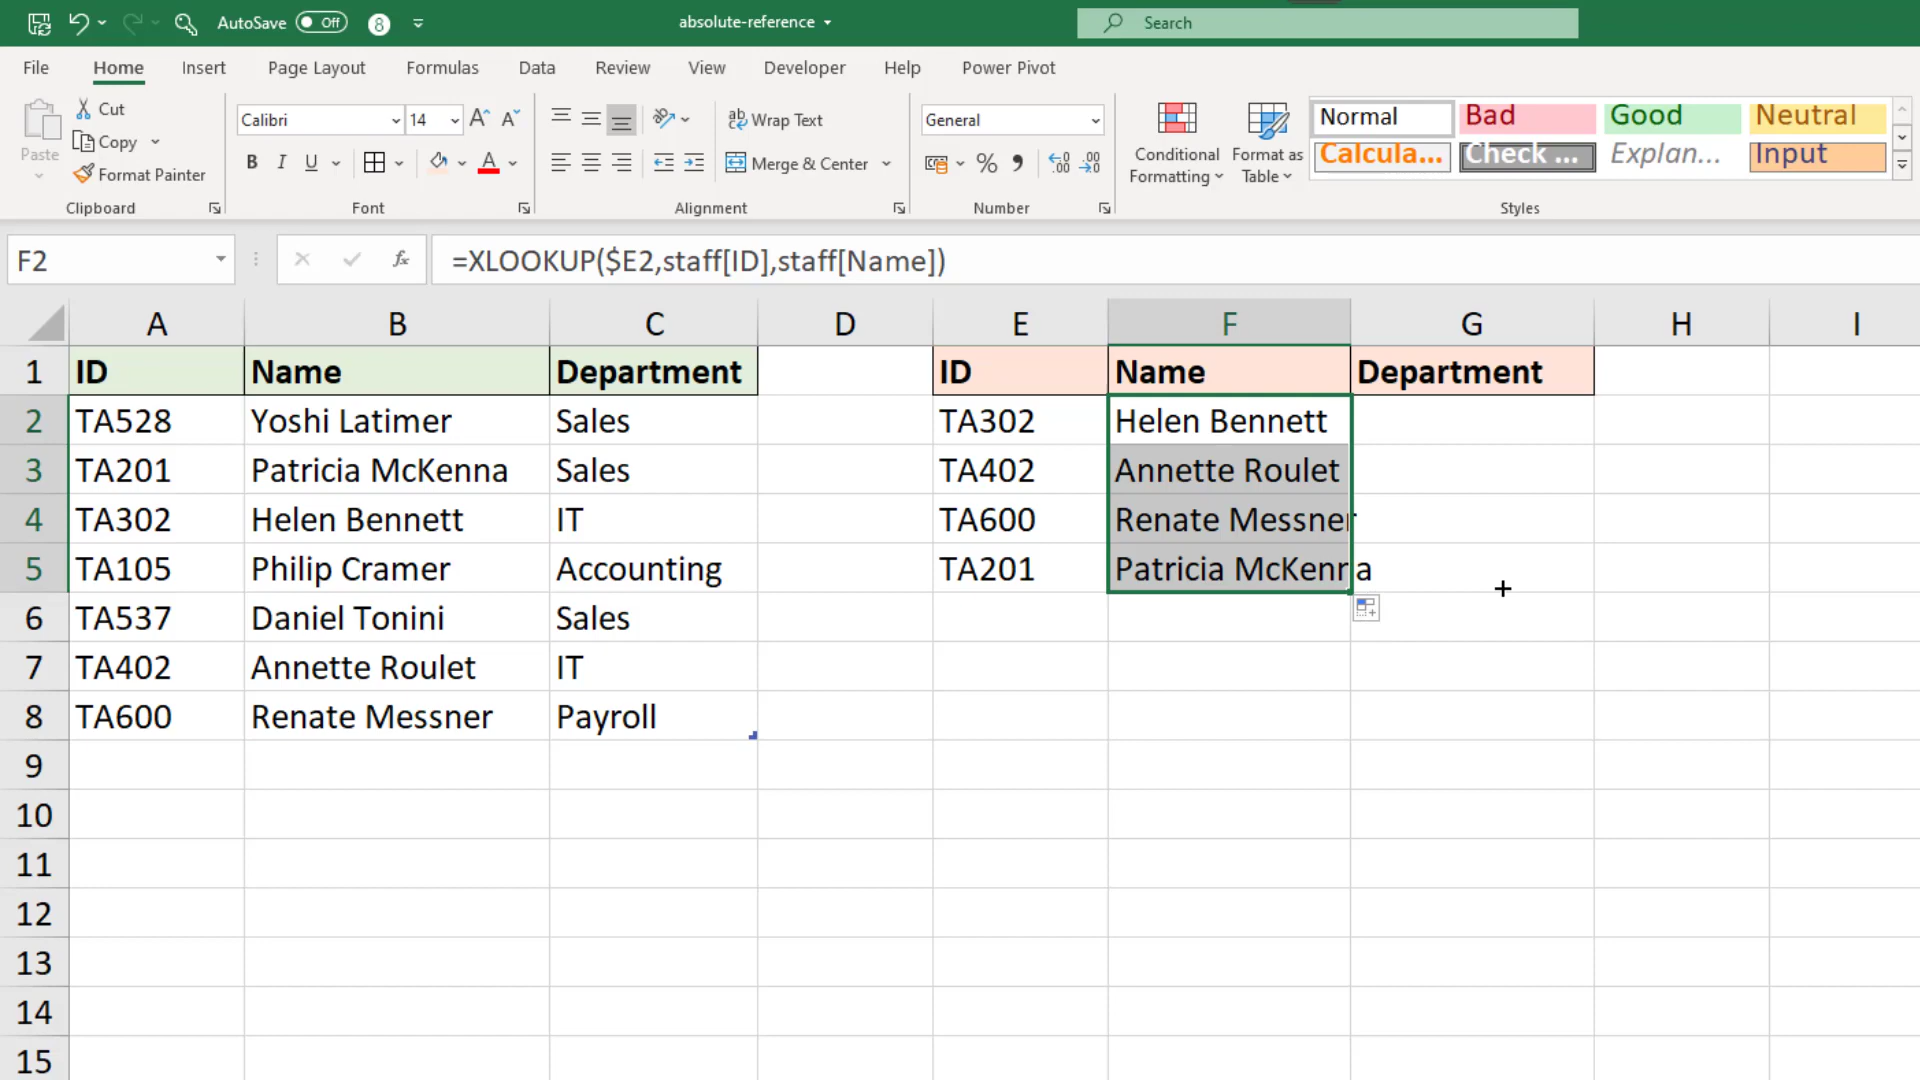 AutoSave Off 8 absolute-reference Search
File Home Insert Page Layout Formulas Data Review View Developer Help Power Pivot
Paste Cut Copy Format Painter Clipboard
Calibri 14 A A B I U A Font
ab Wrap Text Merge & Center Alignment
General % Number
Conditional Formatting Format as Table
Normal Bad Good Neutral
Calcula... Check ... Explan... Input
Styles
F2 fx =XLOOKUP($E2,staff[ID],staff[Name])
A B C D E F G H I
1 ID Name Department ID Name Department
2 TA528 Yoshi Latimer Sales TA302 Helen Bennett
3 TA201 Patricia McKenna Sales TA402 Annette Roulet
4 TA302 Helen Bennett IT TA600 Renate Messner
5 TA105 Philip Cramer Accounting TA201 Patricia McKenna
6 TA537 Daniel Tonini Sales
7 TA402 Annette Roulet IT
8 TA600 Renate Messner Payroll
9
10
11
12
13
14
15